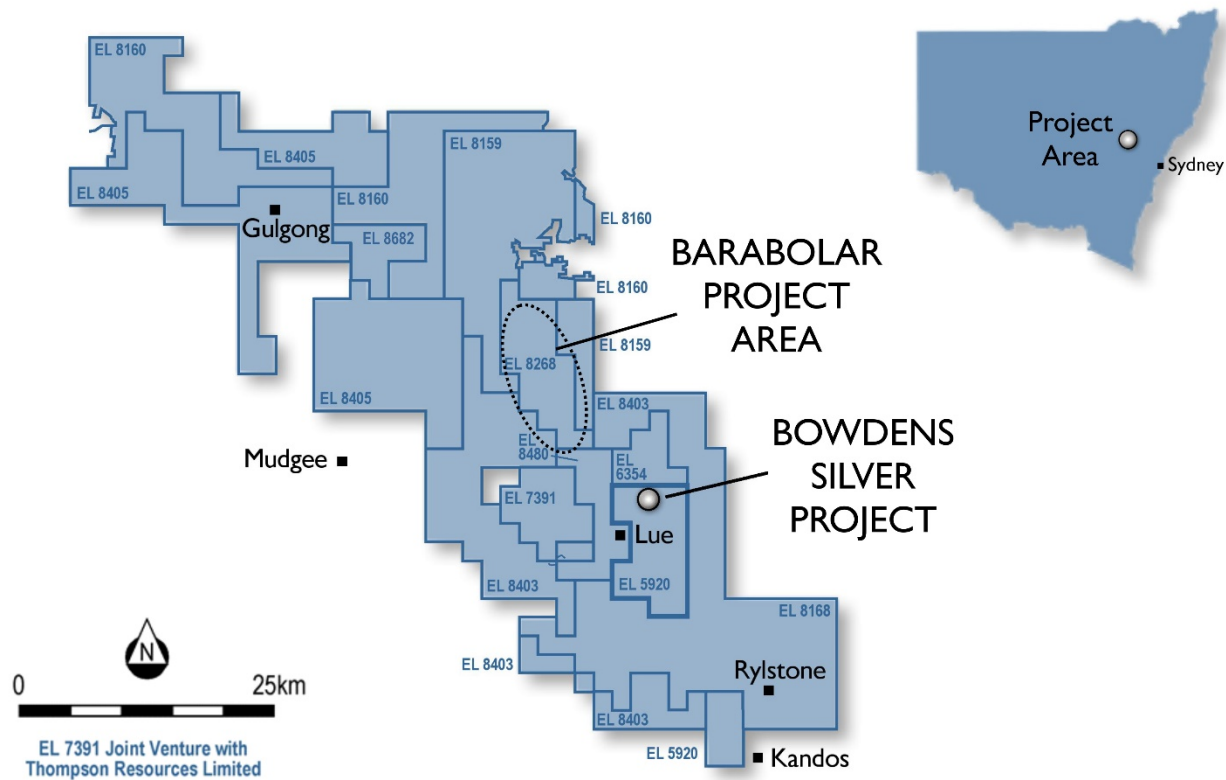 EL 8160
EL 8159
EL 8405
EL 8405
EL 8160
Gulgong
EL 8682
EL 8160
EL 8160
BARABOLAR
PROJECT
AREA
EL 8159
EL 8268
EL 8405
EL 8403
Mudgee
EL
8480
EL
6354
BOWDENS
SILVER
PROJECT
EL 7391
Lue
EL 8403
EL 5920
EL 8168
EL 8403
Rylstone
EL 8403
EL 5920
Kandos
Project
Area
Sydney
N
0 25km
EL 7391 Joint Venture with
Thompson Resources Limited